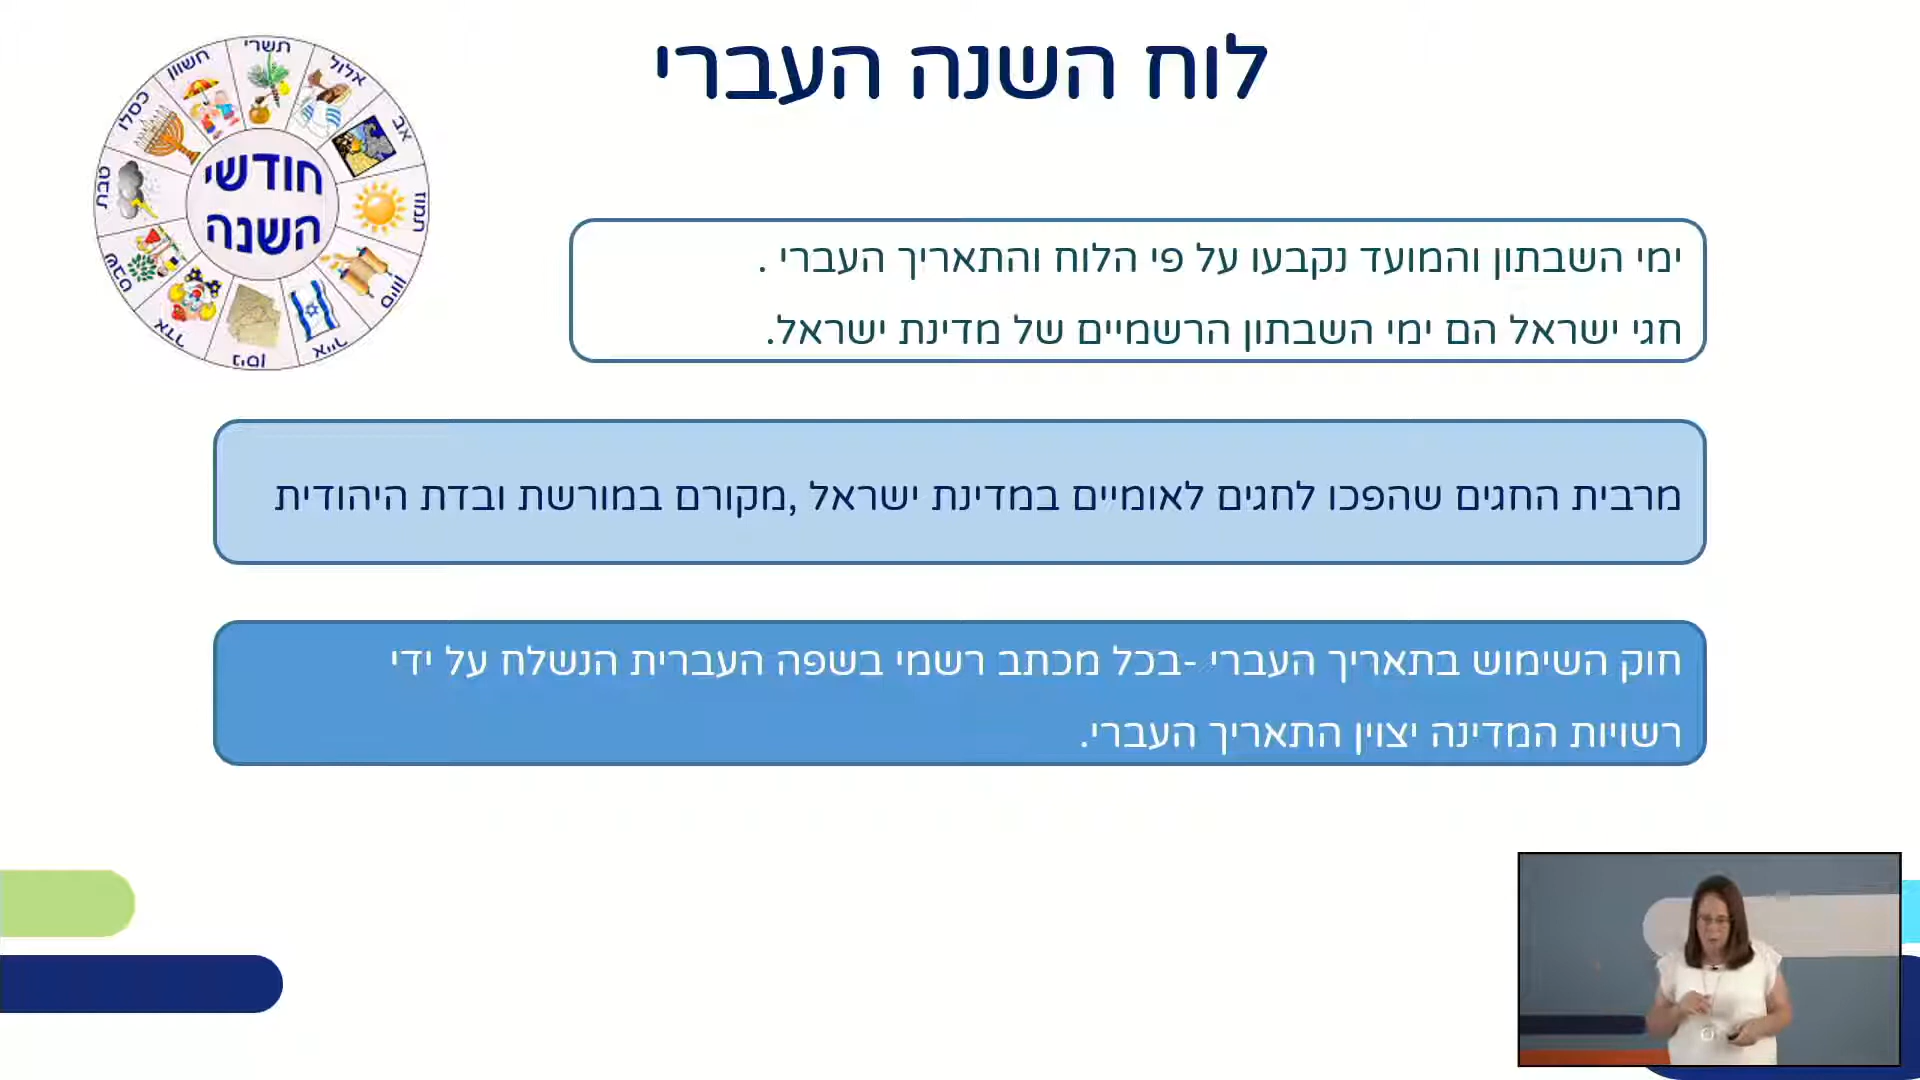 לוח השנה העברי
תשרי
חשוון
כסלו
טבת
שבט
אדר
ניסן
אייר
סיוון
תמוז
אב
אלול
חודשי
השנה
ימי השבתון והמועד נקבעו על פי הלוח והתאריך העברי .
חגי ישראל הם ימי השבתון הרשמיים של מדינת ישראל.
מרבית החגים שהפכו לחגים לאומיים במדינת ישראל ,מקורם במורשת ובדת היהודית
חוק השימוש בתאריך העברי -בכל מכתב רשמי בשפה העברית הנשלח על ידי
רשויות המדינה יצוין התאריך העברי.